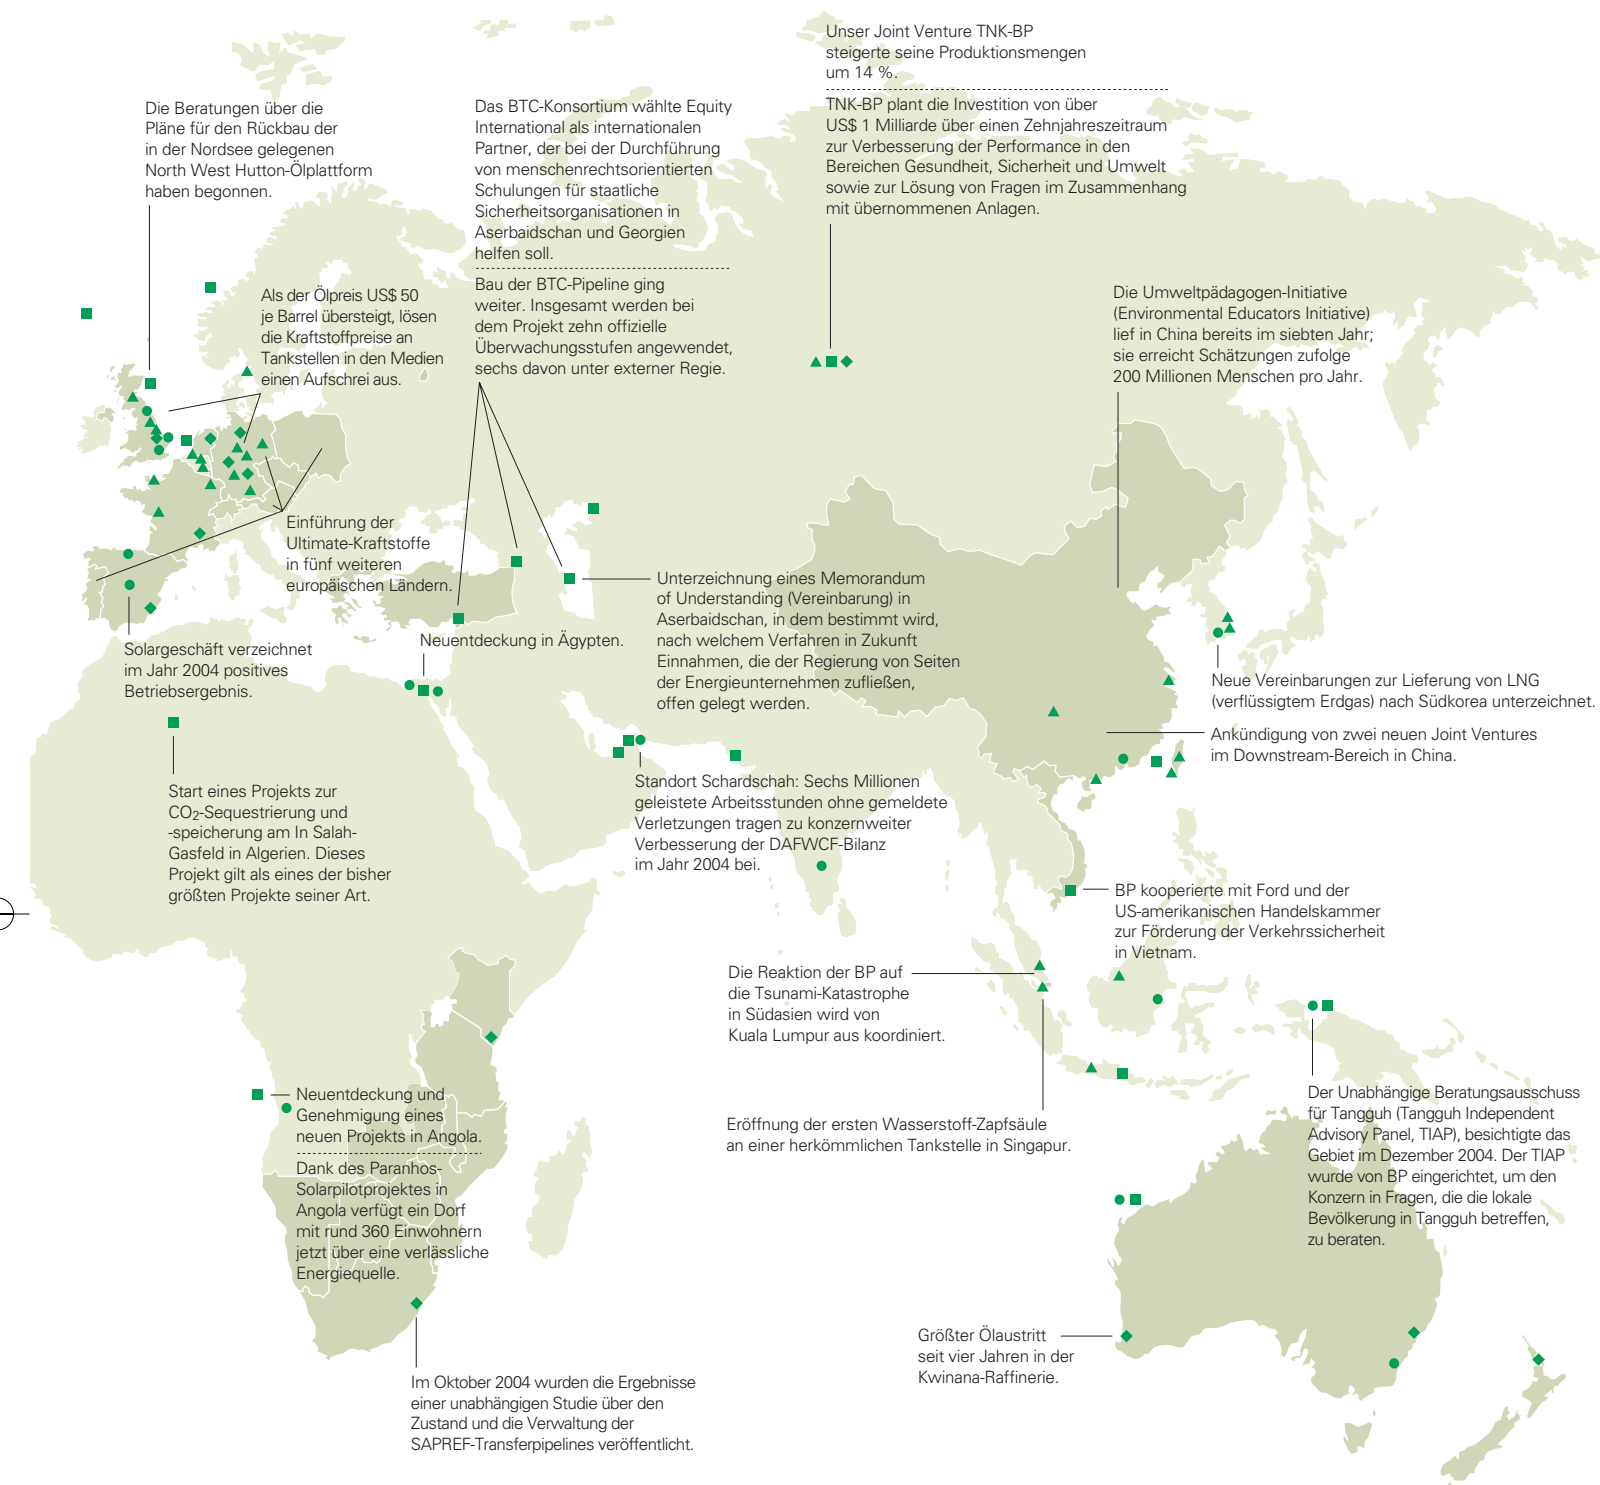 Unser Joint Venture TNK-BP
steigerte seine Produktionsmengen
um 14 %.
TNK-BP plant die Investition von über
US$ 1 Milliarde über einen Zehnjahreszeitraum
zur Verbesserung der Performance in den
Bereichen Gesundheit, Sicherheit und Umwelt
sowie zur Lösung von Fragen im Zusammenhang
mit übernommenen Anlagen.
Die Beratungen über die
Pläne für den Rückbau der
in der Nordsee gelegenen
North West Hutton-Ölplattform
haben begonnen.
Das BTC-Konsortium wählte Equity
International als internationalen
Partner, der bei der Durchführung
von menschenrechtsorientierten
Schulungen für staatliche
Sicherheitsorganisationen in
Aserbaidschan und Georgien
helfen soll.
Bau der BTC-Pipeline ging
weiter. Insgesamt werden bei
dem Projekt zehn offizielle
Überwachungsstufen angewendet,
sechs davon unter externer Regie.
Als der Ölpreis US$ 50
je Barrel übersteigt, lösen
die Kraftstoffpreise an
Tankstellen in den Medien
einen Aufschrei aus.
Die Umweltpädagogen-Initiative
(Environmental Educators Initiative)
lief in China bereits im siebten Jahr;
sie erreicht Schätzungen zufolge
200 Millionen Menschen pro Jahr.
Einführung der
Ultimate-Kraftstoffe
in fünf weiteren
europäischen Ländern.
Unterzeichnung eines Memorandum
of Understanding (Vereinbarung) in
Aserbaidschan, in dem bestimmt wird,
nach welchem Verfahren in Zukunft
Einnahmen, die der Regierung von Seiten
der Energieunternehmen zufließen,
offen gelegt werden.
Solargeschäft verzeichnet
im Jahr 2004 positives
Betriebsergebnis.
Neuentdeckung in Ägypten.
Neue Vereinbarungen zur Lieferung von LNG
(verflüssigtem Erdgas) nach Südkorea unterzeichnet.
Ankündigung von zwei neuen Joint Ventures
im Downstream-Bereich in China.
Start eines Projekts zur
CO2-Sequestrierung und
-speicherung am In Salah-
Gasfeld in Algerien. Dieses
Projekt gilt als eines der bisher
größten Projekte seiner Art.
Standort Schardschah: Sechs Millionen
geleistete Arbeitsstunden ohne gemeldete
Verletzungen tragen zu konzernweiter
Verbesserung der DAFWCF-Bilanz
im Jahr 2004 bei.
BP kooperierte mit Ford und der
US-amerikanischen Handelskammer
zur Förderung der Verkehrssicherheit
in Vietnam.
Die Reaktion der BP auf
die Tsunami-Katastrophe
in Südasien wird von
Kuala Lumpur aus koordiniert.
Neuentdeckung und
Genehmigung eines
neuen Projekts in Angola.
Dank des Paranhos-
Solarpilotprojektes in
Angola verfügt ein Dorf
mit rund 360 Einwohnern
jetzt über eine verlässliche
Energiequelle.
Eröffnung der ersten Wasserstoff-Zapfsäule
an einer herkömmlichen Tankstelle in Singapur.
Der Unabhängige Beratungsausschuss
für Tangguh (Tangguh Independent
Advisory Panel, TIAP), besichtigte das
Gebiet im Dezember 2004. Der TIAP
wurde von BP eingerichtet, um den
Konzern in Fragen, die die lokale
Bevölkerung in Tangguh betreffen,
zu beraten.
Größter Ölaustritt
seit vier Jahren in der
Kwinana-Raffinerie.
Im Oktober 2004 wurden die Ergebnisse
einer unabhängigen Studie über den
Zustand und die Verwaltung der
SAPREF-Transferpipelines veröffentlicht.